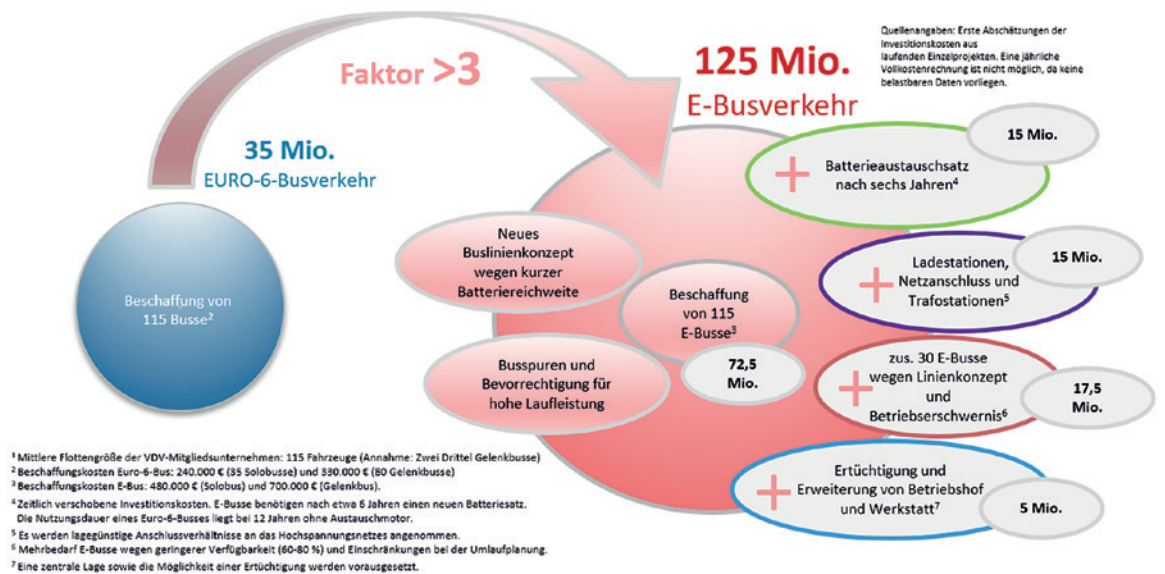 Quellenangaben: Erste Abschätzungen der
Investitionskosten aus
laufenden Einzelprojekten. Eine jährliche
Vollkostenrechnung ist nicht möglich, da keine
belastbaren Daten vorliegen.
Faktor >3
125 Mio.
E-Busverkehr
35 Mio.
EURO-6-Busverkehr
Beschaffung von
115 Busse²
Neues
Buslinienkonzept
wegen kurzer
Batteriereichweite
Beschaffung
von 115
E-Busse³
72,5
Mio.
Busspuren und
Bevorrechtigung für
hohe Laufleistung
15 Mio.
+ Batterieaustauschsatz
nach sechs Jahren⁴
15 Mio.
+ Ladestationen,
Netzanschluss und
Trafostationen⁵
+ zus. 30 E-Busse
wegen Linienkonzept
und
Betriebserschwernis⁶
17,5
Mio.
+ Ertüchtigung und
Erweiterung von Betriebshof
und Werkstatt⁷
5 Mio.
¹ Mittlere Flottengröße der VDV-Mitgliedsunternehmen: 115 Fahrzeuge (Annahme: Zwei Drittel Gelenkbusse)
² Beschaffungskosten Euro-6-Bus: 240.000 € (35 Solobusse) und 330.000 € (80 Gelenkbusse)
³ Beschaffungskosten E-Bus: 480.000 € (Solobus) und 700.000 € (Gelenkbus).
⁴ Zeitlich verschobene Investitionskosten. E-Busse benötigen nach etwa 6 Jahren einen neuen Batteriesatz.
Die Nutzungsdauer eines Euro-6-Busses liegt bei 12 Jahren ohne Austauschmotor.
⁵ Es werden lagegünstige Anschlussverhältnisse an das Hochspannungsnetzes angenommen.
⁶ Mehrbedarf E-Busse wegen geringerer Verfügbarkeit (60-80 %) und Einschränkungen bei der Umlaufplanung.
⁷ Eine zentrale Lage sowie die Möglichkeit einer Ertüchtigung werden vorausgesetzt.